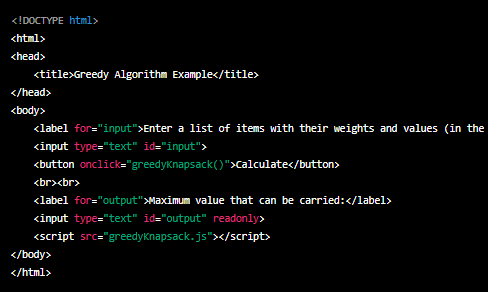 <!DOCTYPE html>
<html>
<head>
    <title>Greedy Algorithm Example</title>
</head>
<body>
    <label for="input">Enter a list of items with their weights and values (in the
    <input type="text" id="input">
    <button onclick="greedyKnapsack()">Calculate</button>
    <br><br>
    <label for="output">Maximum value that can be carried:</label>
    <input type="text" id="output" readonly>
    <script src="greedyKnapsack.js"></script>
</body>
</html>